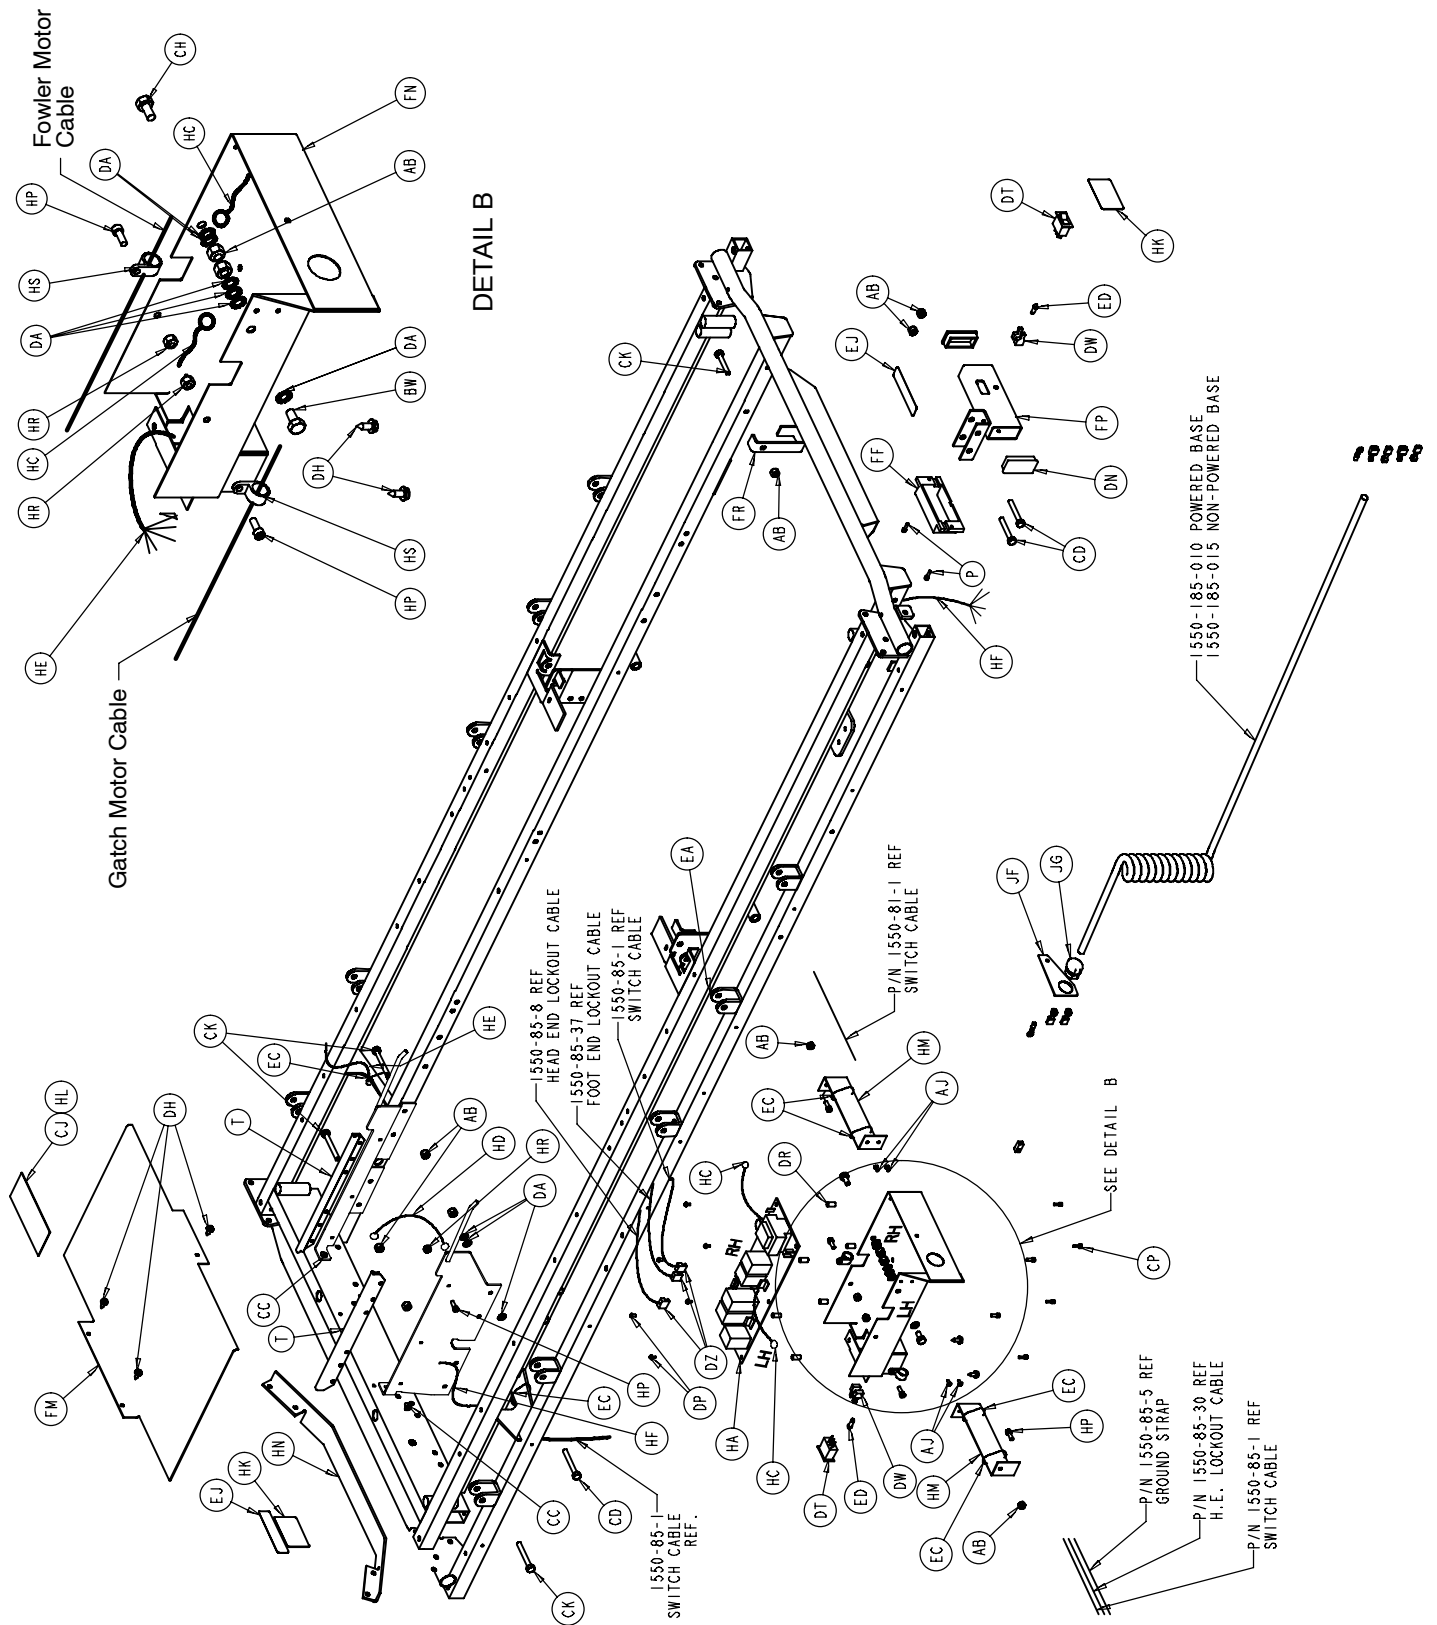 Fowler Motor
Cable
CH
FN
HC
DA
AB
HP
HS
DA
DA
BW
HR
HC
HR
DH
HS
HP
HE
Gatch Motor Cable
DETAIL B
DT
HK
AB
ED
EJ
DW
CK
FP
FF
DN
FR
AB
CD
P
HF
1550-185-010 POWERED BASE
1550-185-015 NON-POWERED BASE
EA
JF
JG
P/N 1550-81-1 REF
SWITCH CABLE
1550-85-8 REF
HEAD END LOCKOUT CABLE
1550-85-37 REF
FOOT END LOCKOUT CABLE
1550-85-1 REF
SWITCH CABLE
CK
EC
HE
HL
CJ
DH
T
AB
HD
HR
DA
CC
T
FM
HN
HK
EJ
EC
HP
HF
CC
CD
CK
1550-85-1
SWITCH CABLE
REF.
AB
HM
EC
AJ
HC
DR
SEE DETAIL B
RH
RH
LH
LH
CP
DZ
DP
HA
HC
DT
ED
DW
AJ
HM
EC
HP
EC
AB
P/N 1550-85-5 REF
GROUND STRAP
P/N 1550-85-30 REF
H.E. LOCKOUT CABLE
P/N 1550-85-1 REF
SWITCH CABLE